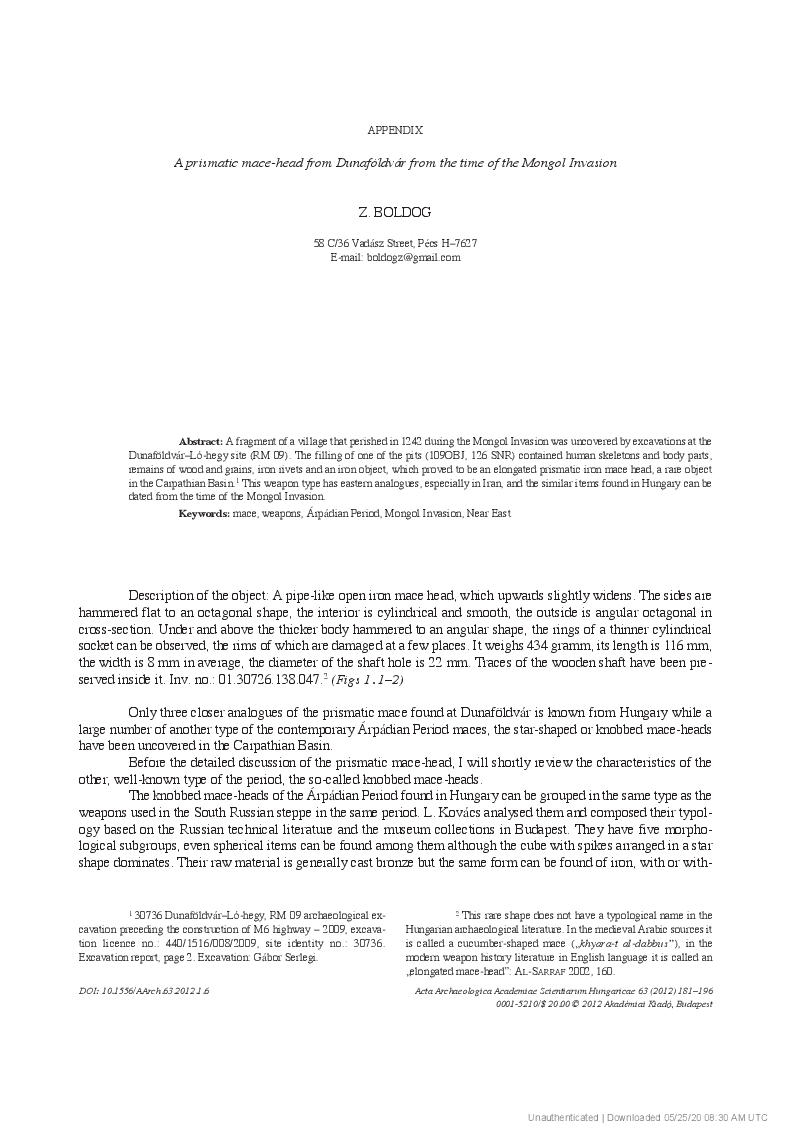 APPENDIX
A prismatic mace-head from Dunaföldvár from the time of the Mongol Invasion
Z. BOLDOG
58 C/36 Vadász Street, Pécs H–7627
E-mail: boldogz@gmail.com
Abstract: A fragment of a village that perished in 1242 during the Mongol Invasion was uncovered by excavations at the
Dunaföldvár–Ló-hegy site (RM 09). The filling of one of the pits (109OBJ, 126 SNR) contained human skeletons and body parts,
remains of wood and grains, iron rivets and an iron object, which proved to be an elongated prismatic iron mace head, a rare object
in the Carpathian Basin.1 This weapon type has eastern analogues, especially in Iran, and the similar items found in Hungary can be
dated from the time of the Mongol Invasion.
Keywords: mace, weapons, Árpádian Period, Mongol Invasion, Near East
Description of the object: A pipe-like open iron mace head, which upwards slightly widens. The sides are
hammered flat to an octagonal shape, the interior is cylindrical and smooth, the outside is angular octagonal in
cross-section. Under and above the thicker body hammered to an angular shape, the rings of a thinner cylindrical
socket can be observed, the rims of which are damaged at a few places. It weighs 434 gramm, its length is 116 mm,
the width is 8 mm in average, the diameter of the shaft hole is 22 mm. Traces of the wooden shaft have been pre-
served inside it. Inv. no.: 01.30726.138.047.2 (Figs 1.1–2)
Only three closer analogues of the prismatic mace found at Dunaföldvár is known from Hungary while a
large number of another type of the contemporary Árpádian Period maces, the star-shaped or knobbed mace-heads
have been uncovered in the Carpathian Basin.
Before the detailed discussion of the prismatic mace-head, I will shortly review the characteristics of the
other, well-known type of the period, the so-called knobbed mace-heads.
The knobbed mace-heads of the Árpádian Period found in Hungary can be grouped in the same type as the
weapons used in the South Russian steppe in the same period. L. Kovács analysed them and composed their typol-
ogy based on the Russian technical literature and the museum collections in Budapest. They have five morpho-
logical subgroups, even spherical items can be found among them although the cube with spikes arranged in a star
shape dominates. Their raw material is generally cast bronze but the same form can be found of iron, with or with-
1 30736 Dunaföldvár–Ló-hegy, RM 09 archaeological ex-
cavation preceding the construction of M6 highway – 2009, excava-
tion licence no.: 440/1516/008/2009, site identity no.: 30736.
Excavation report, page 2. Excavation: Gábor Serlegi.
2 This rare shape does not have a typological name in the
Hungarian archaeological literature. In the medieval Arabic sources it
is called a cucumber-shaped mace („khyara-t al-dabbus”), in the
modern weapon history literature in English language it is called an
„elongated mace-head”: AL-SARRAF 2002, 160.
DOI: 10.1556/AArch.63.2012.1.6
Acta Archaeologica Academiae Scientiarum Hungaricae 63 (2012) 181–196
0001-5210/$ 20.00 © 2012 Akadémiai Kiadó, Budapest
Unauthenticated | Downloaded 05/25/20 08:30 AM UTC